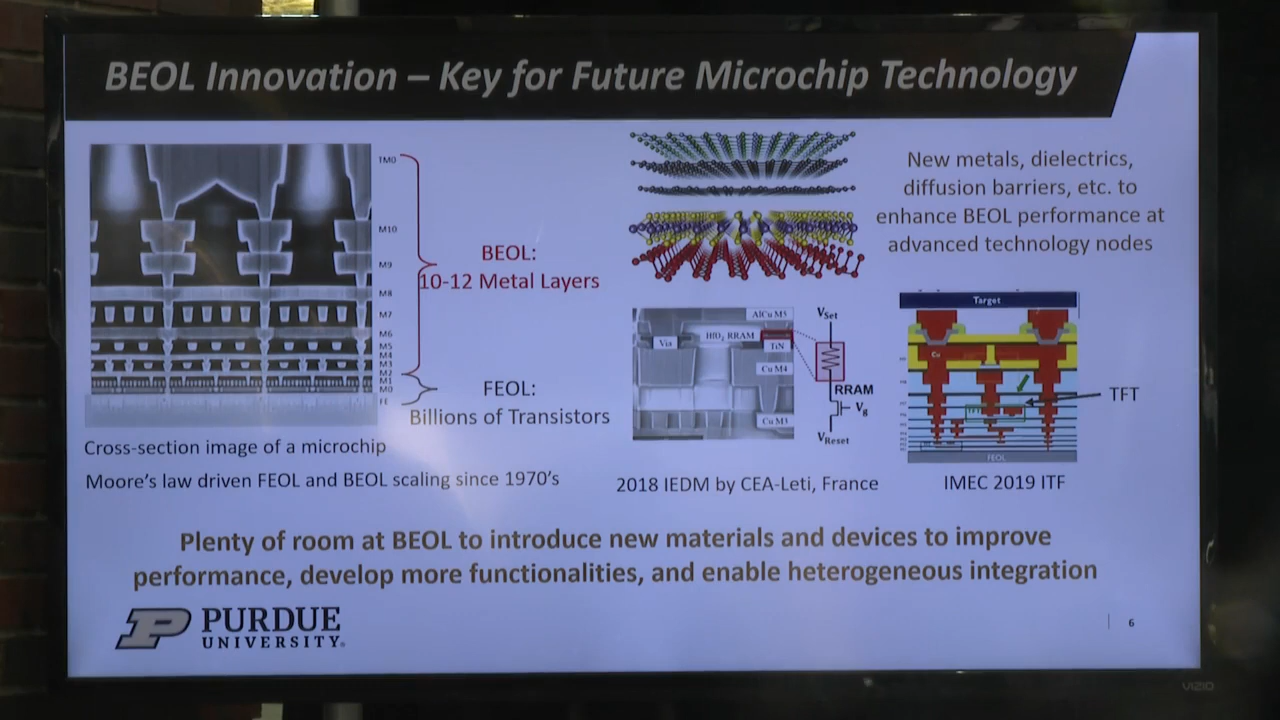 BEOL Innovation – Key for Future Microchip Technology
TM0
M10
M9
M8
M7
M6
M5
M4
M3
M2
M1
M0
FE
BEOL:
10-12 Metal Layers
FEOL:
Billions of Transistors
Cross-section image of a microchip
Moore's law driven FEOL and BEOL scaling since 1970's
New metals, dielectrics,
diffusion barriers, etc. to
enhance BEOL performance at
advanced technology nodes
AlCu M5
Via
HfO2 RRAM
TiN
Cu M4
Cu M3
VSet
RRAM
Vg
VReset
2018 IEDM by CEA-Leti, France
Target
Cu
FEOL
TFT
IMEC 2019 ITF
Plenty of room at BEOL to introduce new materials and devices to improve
performance, develop more functionalities, and enable heterogeneous integration
P PURDUE
UNIVERSITY®
6
VIZIO